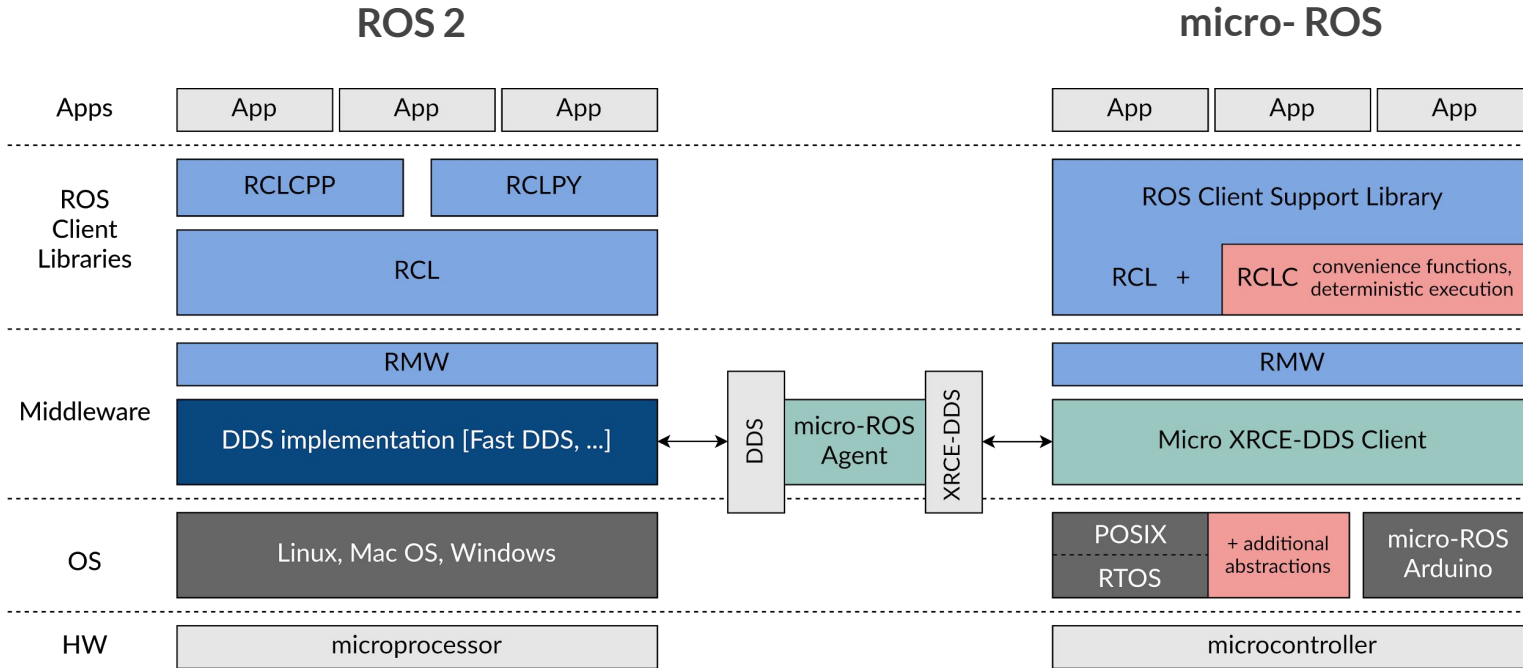 ROS 2
micro- ROS
Apps
App
App
App
App
App
App
ROS
Client
Libraries
RCLCPP
RCLPY
RCL
ROS Client Support Library
RCL +
RCLC
convenience functions,
deterministic execution
Middleware
RMW
DDS implementation [Fast DDS, ...]
DDS
micro-ROS
Agent
XRCE-DDS
RMW
Micro XRCE-DDS Client
OS
Linux, Mac OS, Windows
POSIX
RTOS
+ additional
abstractions
micro-ROS
Arduino
HW
microprocessor
microcontroller